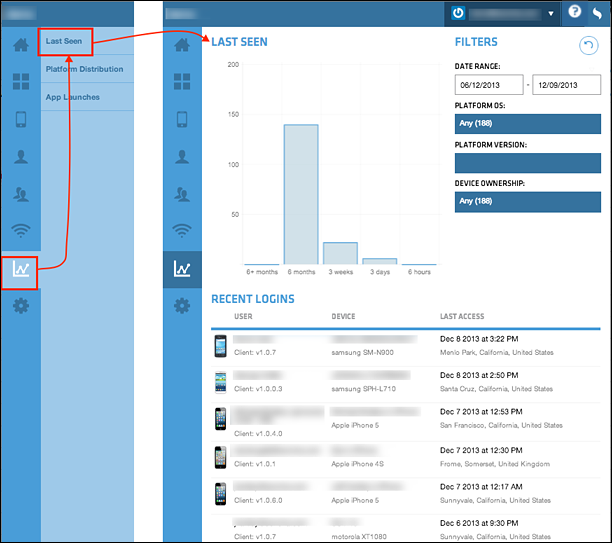 Last Seen
Platform Distribution
App Launches
LAST SEEN
200
150
100
50
6+ months
6 months
3 weeks
3 days
6 hours
FILTERS
DATE RANGE:
06/12/2013 - 12/09/2013
PLATFORM OS:
Any (188)
PLATFORM VERSION:
DEVICE OWNERSHIP:
Any (188)
RECENT LOGINS
USER DEVICE LAST ACCESS
Dec 8 2013 at 3:22 PM
Client: v1.0.7 samsung SM-N900 Menlo Park, California, United States
Dec 8 2013 at 2:50 PM
Client: v1.0.0.3 samsung SPH-L710 Santa Cruz, California, United States
Dec 7 2013 at 12:53 PM
Apple iPhone 5 San Francisco, California, United States
Client: v1.0.4.0
Dec 7 2013 at 12:30 PM
Client: v1.0.1 Apple iPhone 4S Frome, Somerset, United Kingdom
Dec 7 2013 at 12:17 AM
Client: v1.0.6.0 Apple iPhone 5 Sunnyvale, California, United States
Dec 6 2013 at 9:30 PM
Client: v1.0.7 motorola XT1080 Sunnyvale, California, United States